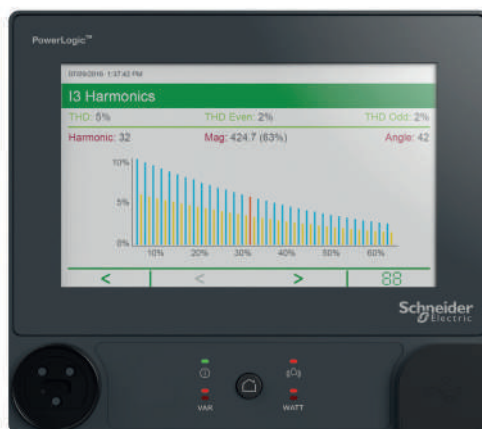 PowerLogic™
07/29/2015 1:37:42 PM
I3 Harmonics
THD: 5% THD Even: 2% THD Odd: 2%
Harmonic: 32 Mag: 424.7 (63%) Angle: 42
10%
5%
0%
10% 20% 30% 40% 50% 60%
< < > 88
Schneider
Electric
VAR WATT